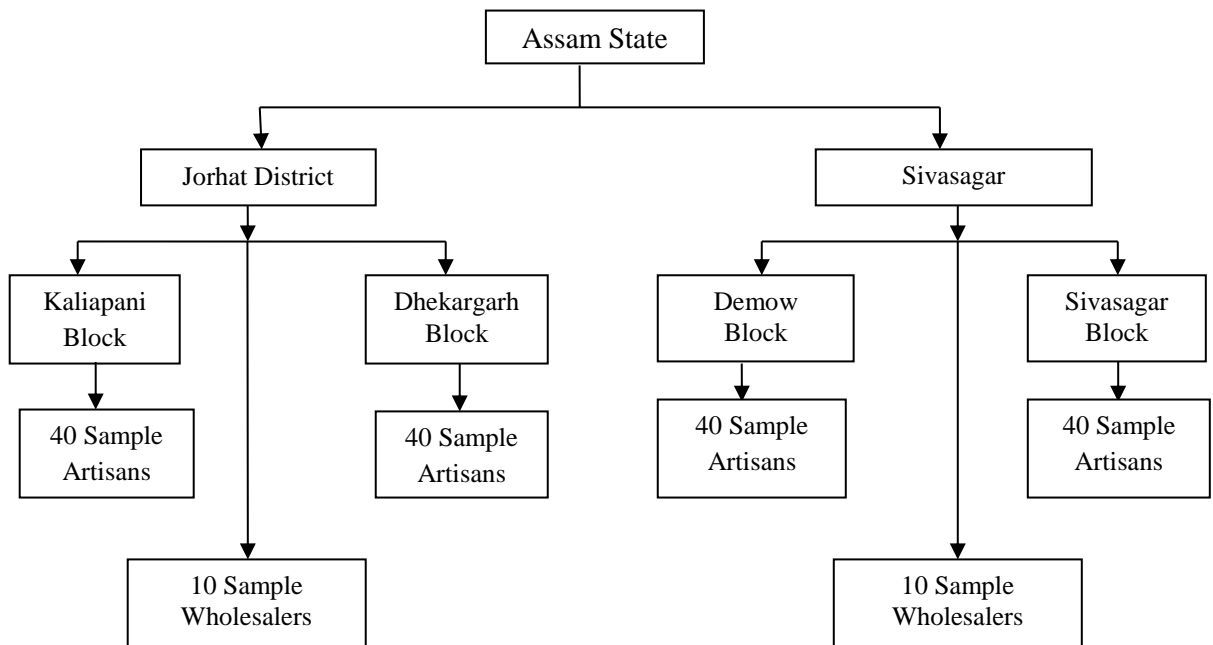 Assam State
Jorhat District
Sivasagar
Kaliapani
Block
Dhekargarh
Block
Demow
Block
Sivasagar
Block
40 Sample
Artisans
40 Sample
Artisans
40 Sample
Artisans
40 Sample
Artisans
10 Sample
Wholesalers
10 Sample
Wholesalers